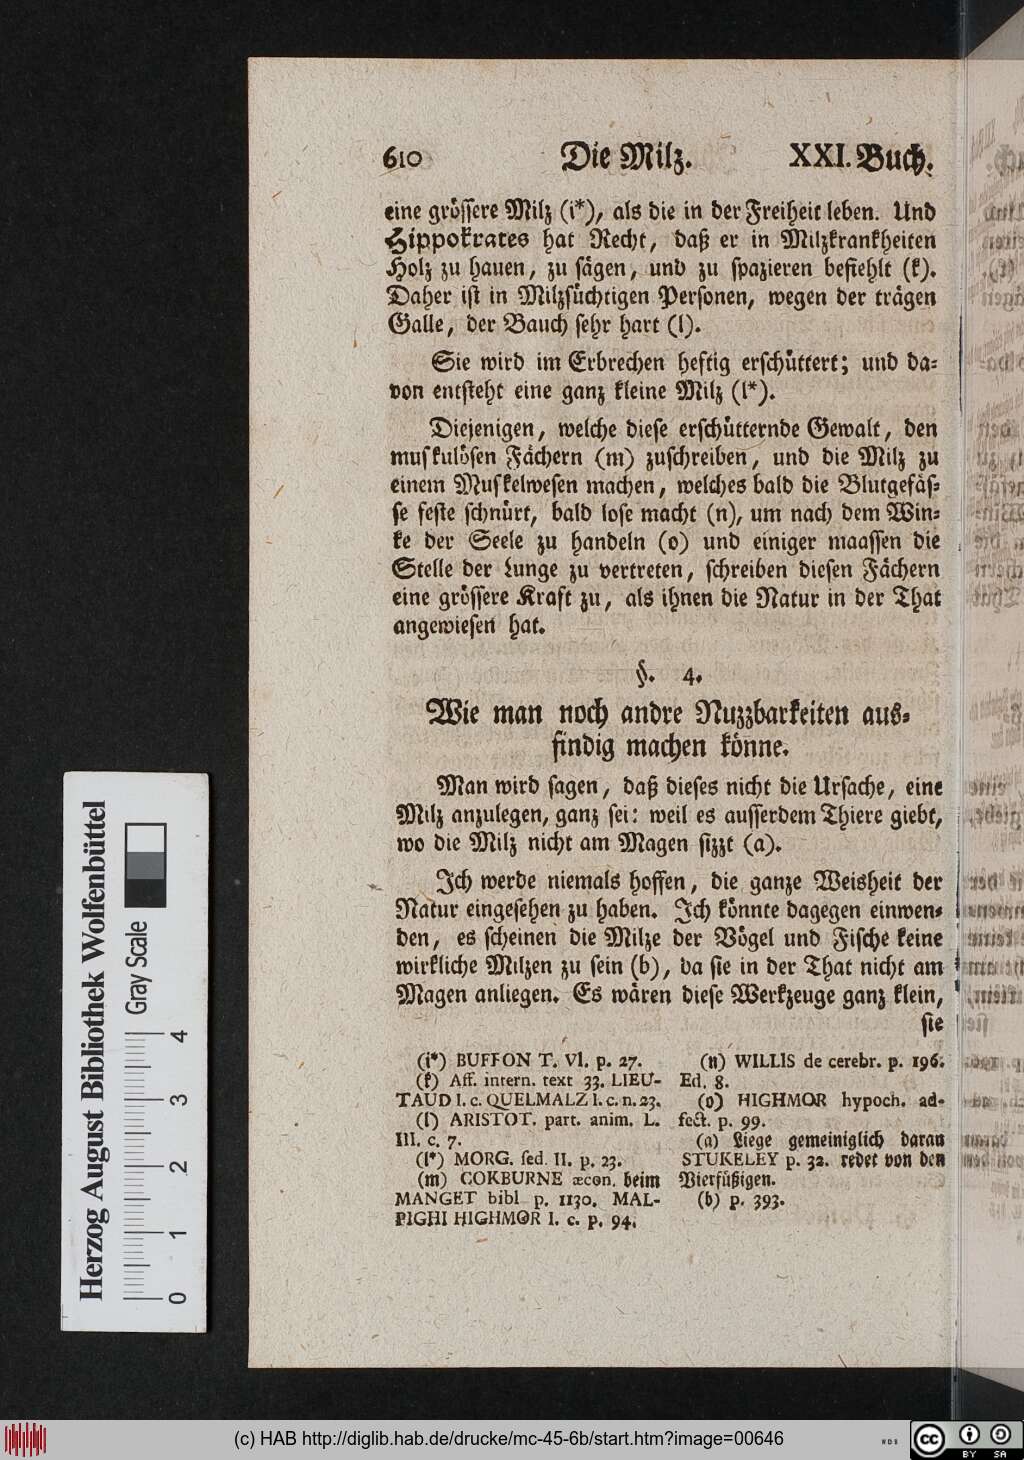 610 Die Milz. XXI. Buch.
eine grössere Milz (i*), als die in der Freiheit leben. Und
Hippokrates hat Recht, daß er in Milzkrankheiten
Holz zu hauen, zu sägen, und zu spazieren befiehlt (k).
Daher ist in Milzsüchtigen Personen, wegen der trägen
Galle, der Bauch sehr hart (l).
Sie wird im Erbrechen heftig erschüttert; und da-
von entsteht eine ganz kleine Milz (l*).
Diejenigen, welche diese erschütternde Gewalt, den
muskulösen Fächern (m) zuschreiben, und die Milz zu
einem Muskelwesen machen, welches bald die Blutgefäs-
se feste schnürt, bald lose macht (n), um nach dem Win-
ke der Seele zu handeln (o) und einiger maassen die
Stelle der Lunge zu vertreten, schreiben diesen Fächern
eine grössere Kraft zu, als ihnen die Natur in der That
angewiesen hat.
§. 4.
Wie man noch andre Nuzzbarkeiten aus-
findig machen könne.
Man wird sagen, daß dieses nicht die Ursache, eine
Milz anzulegen, ganz sei: weil es ausserdem Thiere giebt,
wo die Milz nicht am Magen sizzt (a).
Ich werde niemals hoffen, die ganze Weisheit der
Natur eingesehen zu haben. Ich könnte dagegen einwen-
den, es scheinen die Milze der Vögel und Fische keine
wirkliche Milzen zu sein (b), da sie in der That nicht am
Magen anliegen. Es wären diese Werkzeuge ganz klein,
sie
(i*) BUFFON T. VI. p. 27.
(k) Aff. intern. text 33. LIEU-
TAUD l. c. QUELMALZ l. c. n. 23.
(l) ARISTOT. part. anim. L.
III. c. 7.
(l*) MORG. sed. II. p. 23.
(m) COKBURNE æcon. beim
MANGET bibl p. 1130. MAL-
PIGHI HIGHMOR l. c. p. 94.
(n) WILLIS de cerebr. p. 196.
Ed. 8.
(o) HIGHMOR hypoch. ad-
fect. p. 99.
(a) Liege gemeiniglich daran
STUKELEY p. 32. redet von den
Vierfüßigen.
(b) p. 393.
Herzog August Bibliothek Wolfenbüttel
Gray Scale
0 1 2 3 4
(c) HAB http://diglib.hab.de/drucke/mc-45-6b/start.htm?image=00646
cc BY SA